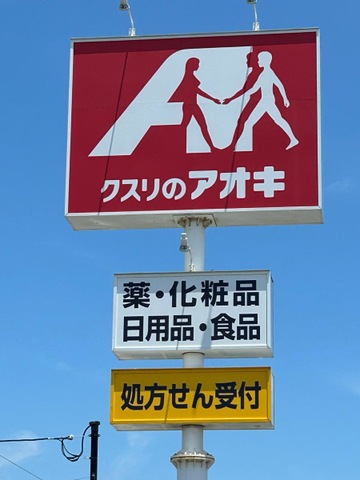 クスリのアオキ
薬・化粧品
日用品・食品
処方せん受付